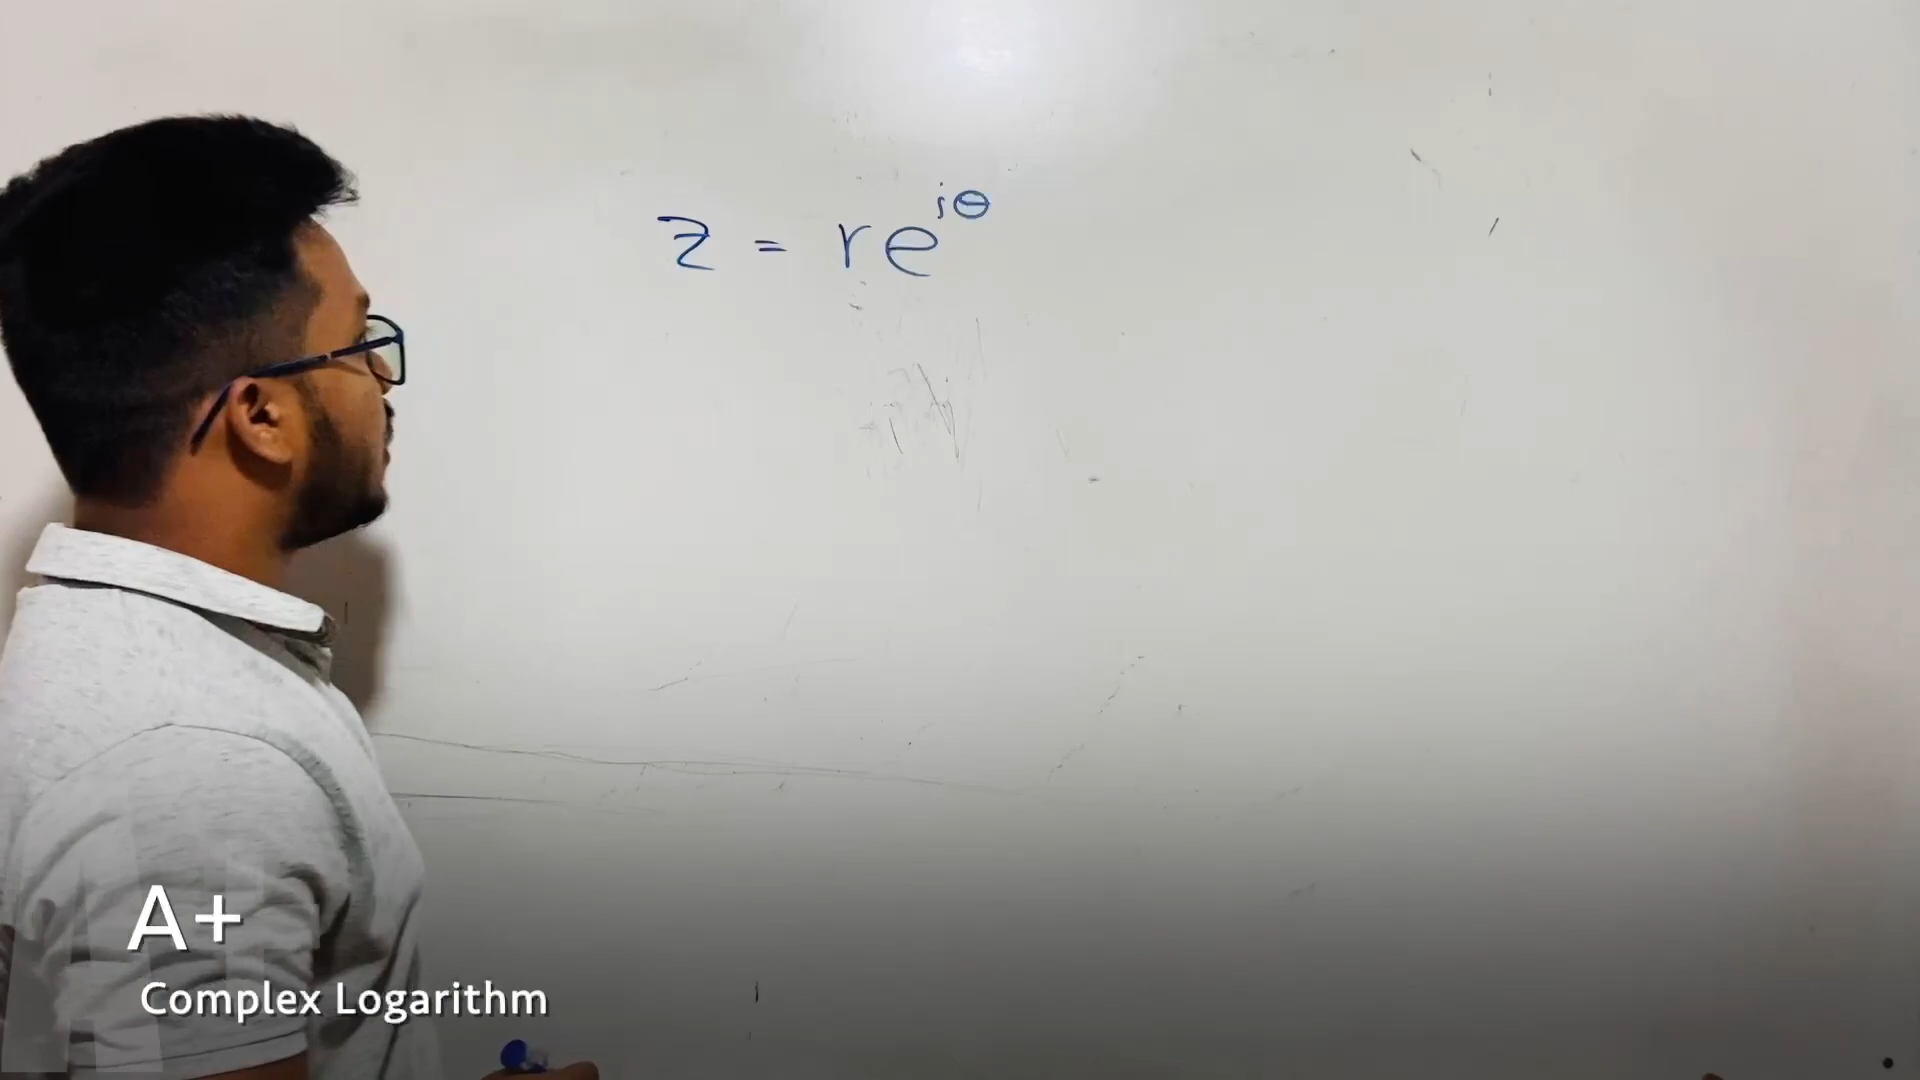 z = re^{iθ}
A+
Complex Logarithm